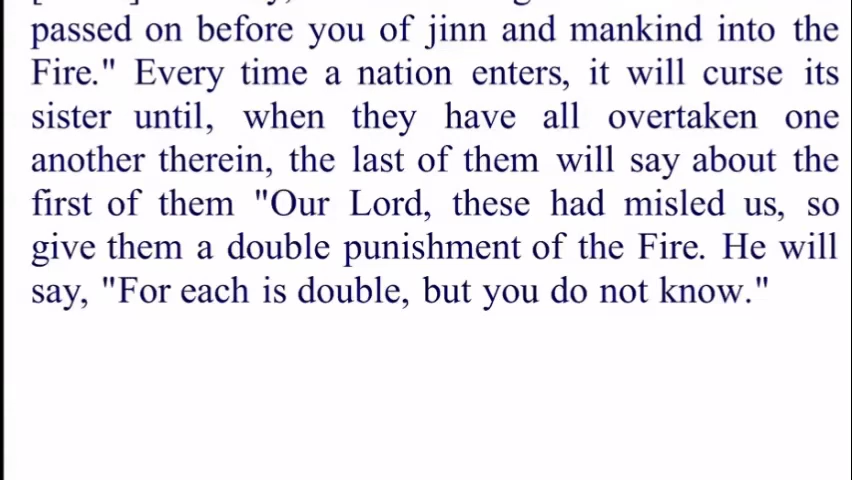 passed on before you of jinn and mankind into the
Fire." Every time a nation enters, it will curse its
sister until, when they have all overtaken one
another therein, the last of them will say about the
first of them "Our Lord, these had misled us, so
give them a double punishment of the Fire. He will
say, "For each is double, but you do not know."